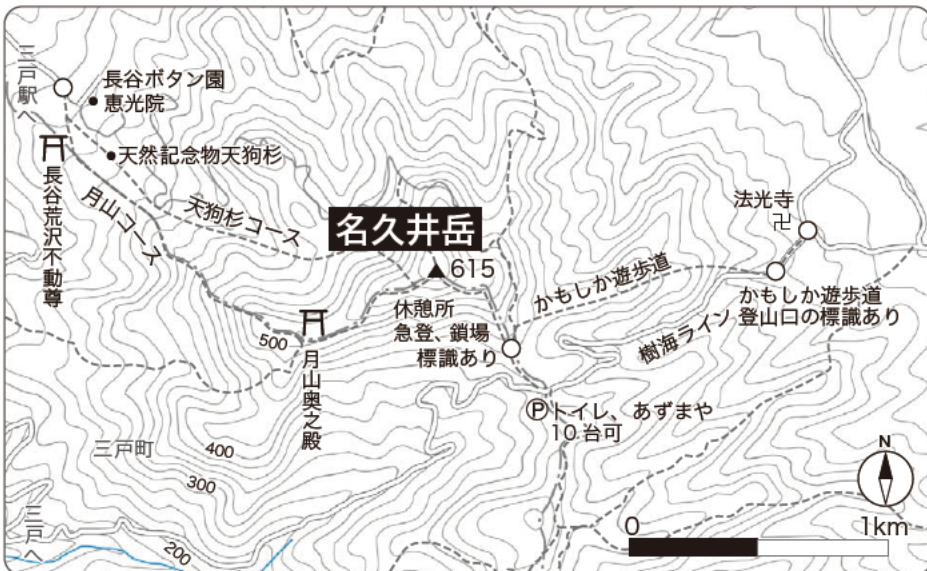 三戸駅へ
長谷ボタン園
恵光院
天然記念物天狗杉
長谷荒沢不動尊
月山コース
天狗杉コース
名久井岳
615
法光寺
卍
かもしか遊歩道
かもしか遊歩道
登山口の標識あり
樹海ライン
休憩所
急登、鎖場
標識あり
500
月山奥之殿
Pトイレ、あずまや
10台可
三戸町
400
300
200
三戸へ
N
0
1km